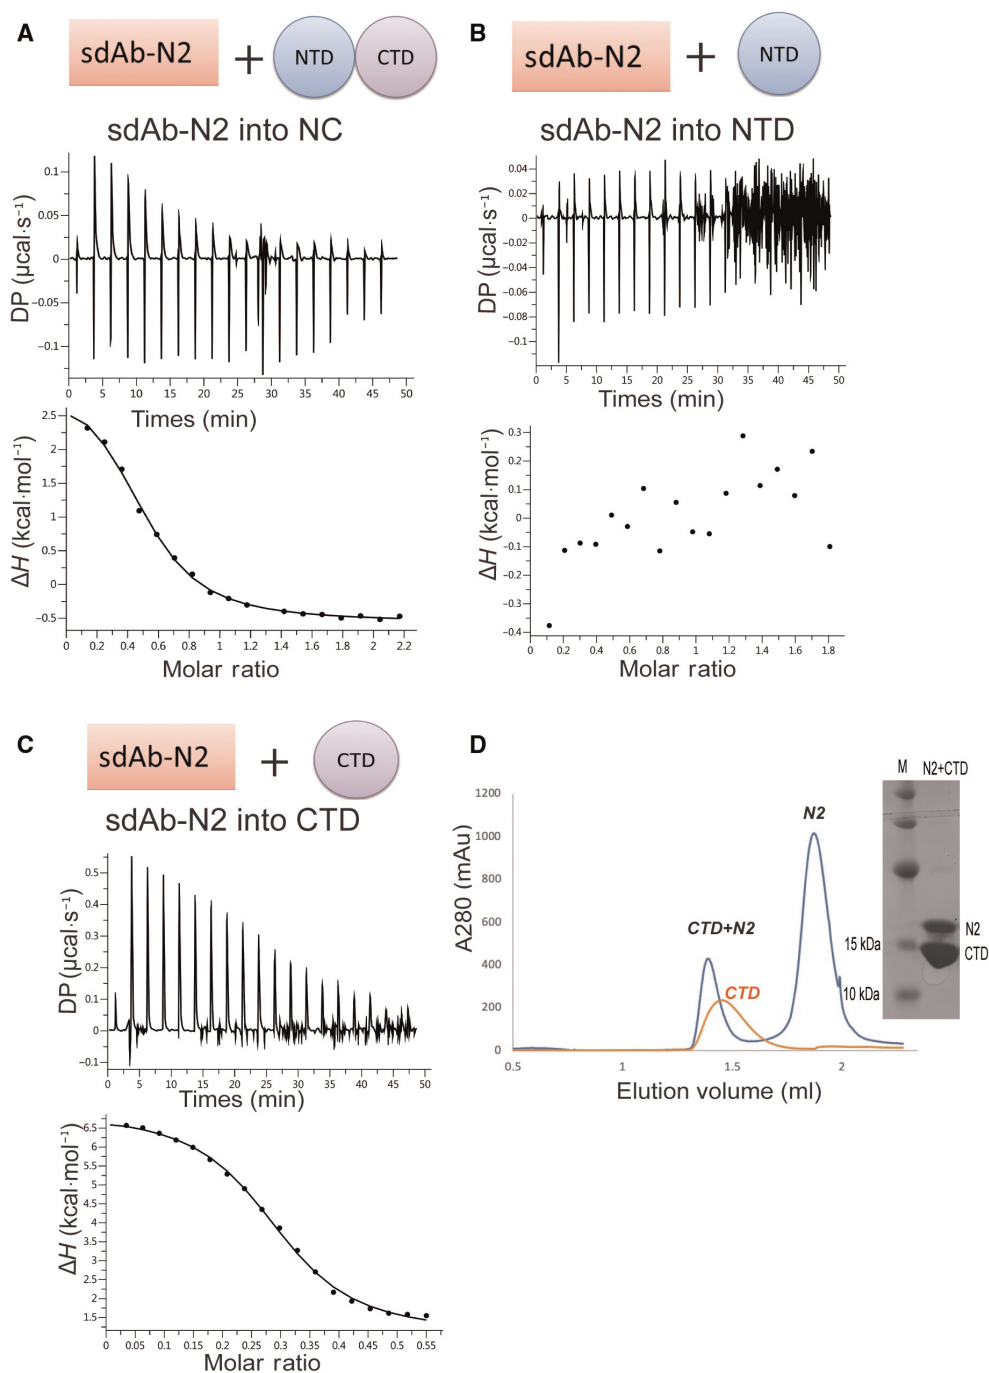 A
sdAb-N2
+
NTD
CTD
sdAb-N2 into NC
DP (µcal·s⁻¹)
0.1
0.05
0
−0.05
−0.1
0 5 10 15 20 25 30 35 40 45 50
Times (min)
ΔH (kcal·mol⁻¹)
2.5
2
1.5
1
0.5
0
−0.5
0 0.2 0.4 0.6 0.8 1 1.2 1.4 1.6 1.8 2 2.2
Molar ratio
B
sdAb-N2
+
NTD
sdAb-N2 into NTD
DP (µcal·s⁻¹)
0.04
0.02
0
−0.02
−0.04
−0.06
−0.08
−0.1
0 5 10 15 20 25 30 35 40 45 50
Times (min)
ΔH (kcal·mol⁻¹)
0.3
0.2
0.1
0
−0.1
−0.2
−0.3
−0.4
0 0.2 0.4 0.6 0.8 1 1.2 1.4 1.6 1.8
Molar ratio
C
sdAb-N2
+
CTD
sdAb-N2 into CTD
DP (µcal·s⁻¹)
0.5
0.4
0.3
0.2
0.1
0
−0.1
0 5 10 15 20 25 30 35 40 45 50
Times (min)
ΔH (kcal·mol⁻¹)
6.5
6
5.5
5
4.5
4
3.5
3
2.5
2
1.5
0 0.05 0.1 0.15 0.2 0.25 0.3 0.35 0.4 0.45 0.5 0.55
Molar ratio
D
A280 (mAu)
1200
1000
800
600
400
200
0
0.5 1 1.5 2
Elution volume (ml)
N2
CTD+N2
CTD
M N2+CTD
N2
15 kDa
CTD
10 kDa